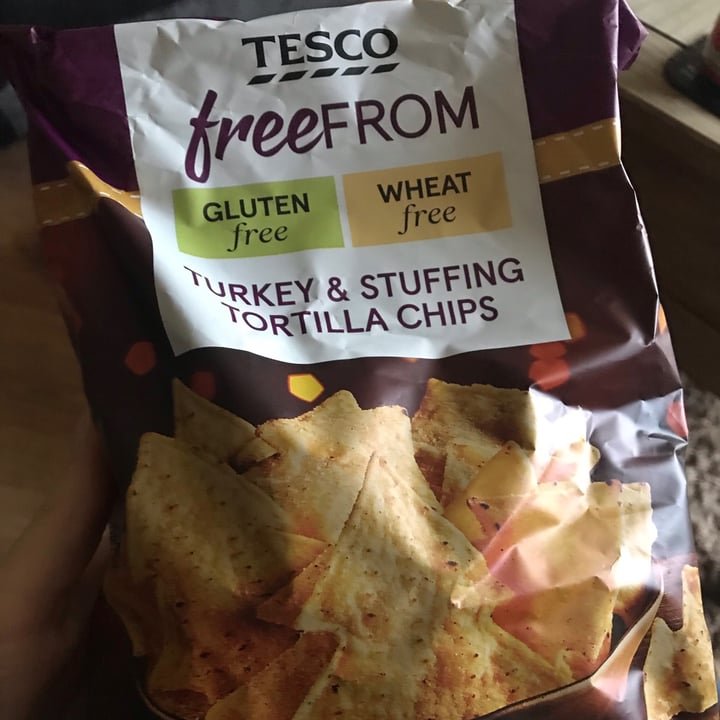 TESCO
freeFROM
GLUTEN free
WHEAT free
TURKEY & STUFFING
TORTILLA CHIPS